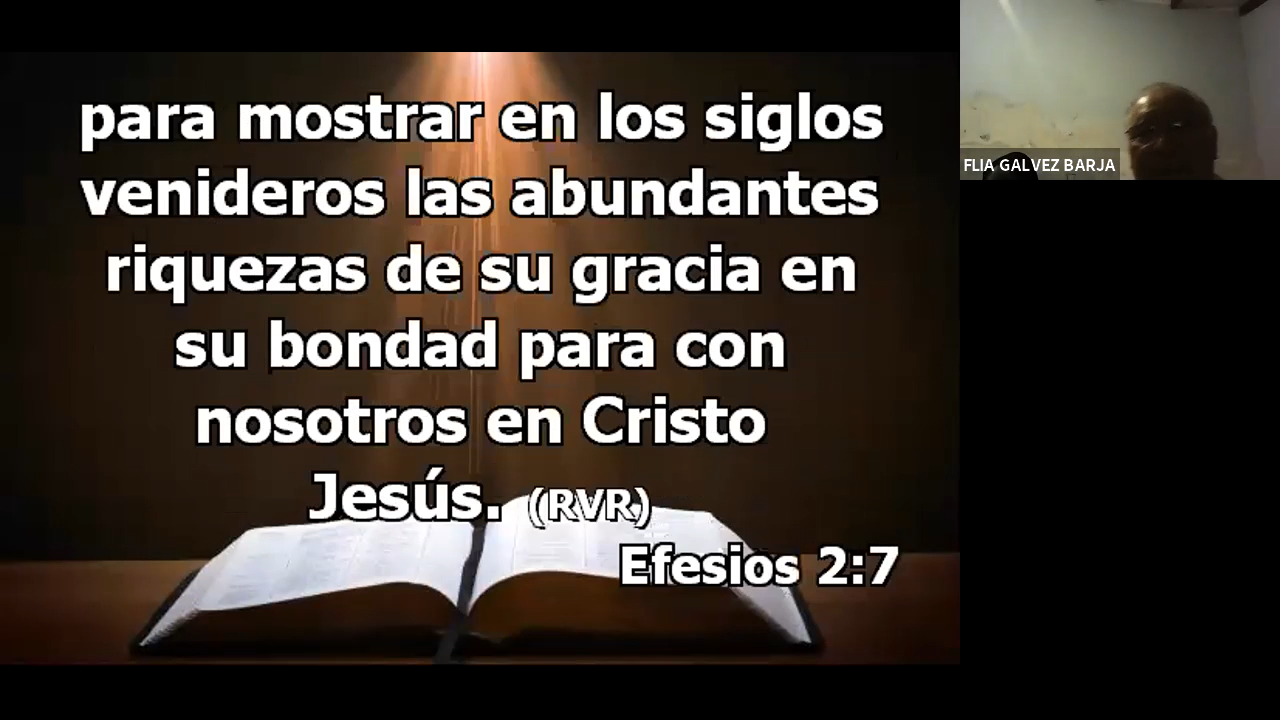 para mostrar en los siglos
venideros las abundantes
riquezas de su gracia en
su bondad para con
nosotros en Cristo
Jesús. (RVR)
Efesios 2:7
FLIA GALVEZ BARJA